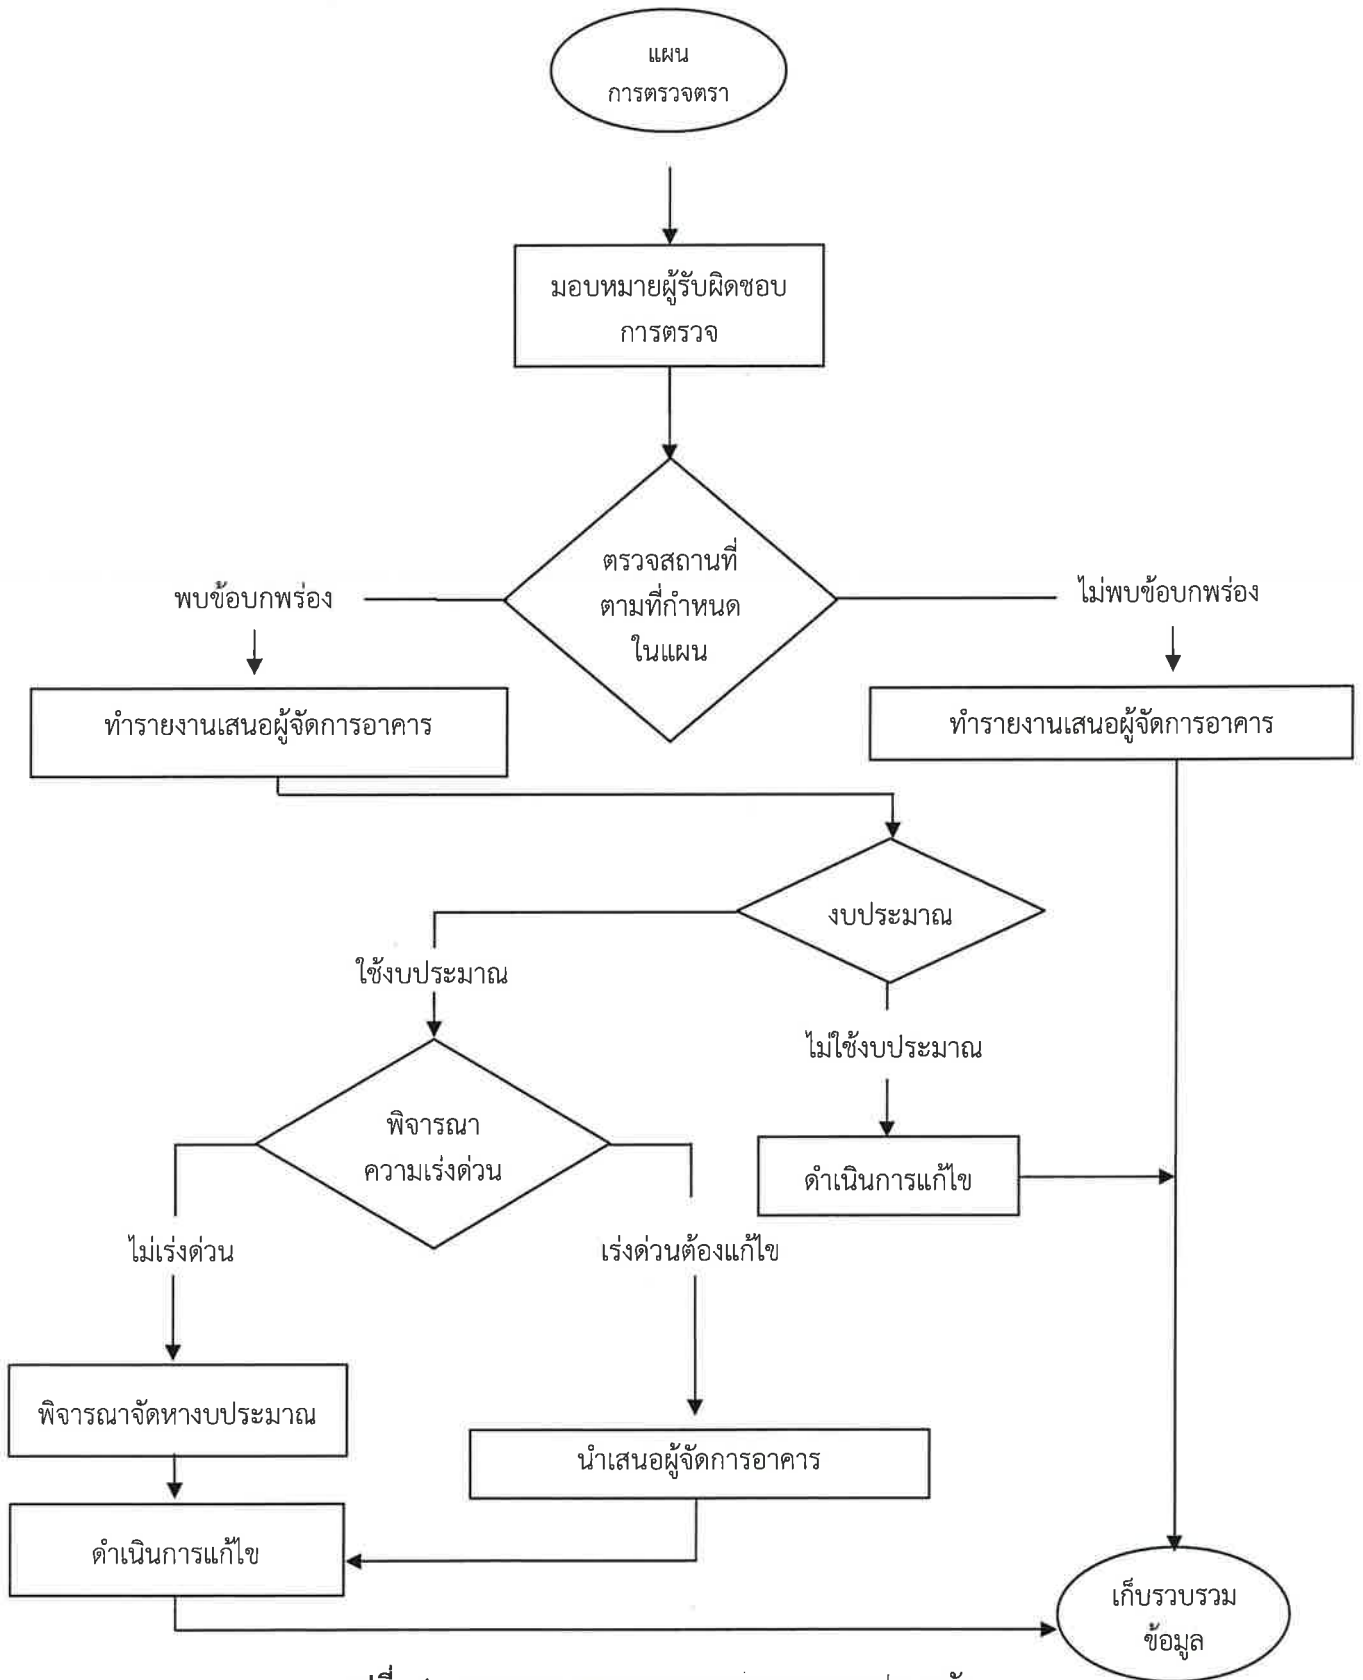 แผน
การตรวจตรา
มอบหมายผู้รับผิดชอบ
การตรวจ
ตรวจสถานที่
ตามที่กำหนด
ในแผน
พบข้อบกพร่อง
ไม่พบข้อบกพร่อง
ทำรายงานเสนอผู้จัดการอาคาร
ทำรายงานเสนอผู้จัดการอาคาร
งบประมาณ
ใช้งบประมาณ
ไม่ใช้งบประมาณ
พิจารณา
ความเร่งด่วน
ดำเนินการแก้ไข
ไม่เร่งด่วน
เร่งด่วนต้องแก้ไข
พิจารณาจัดหางบประมาณ
นำเสนอผู้จัดการอาคาร
ดำเนินการแก้ไข
เก็บรวบรวม
ข้อมูล